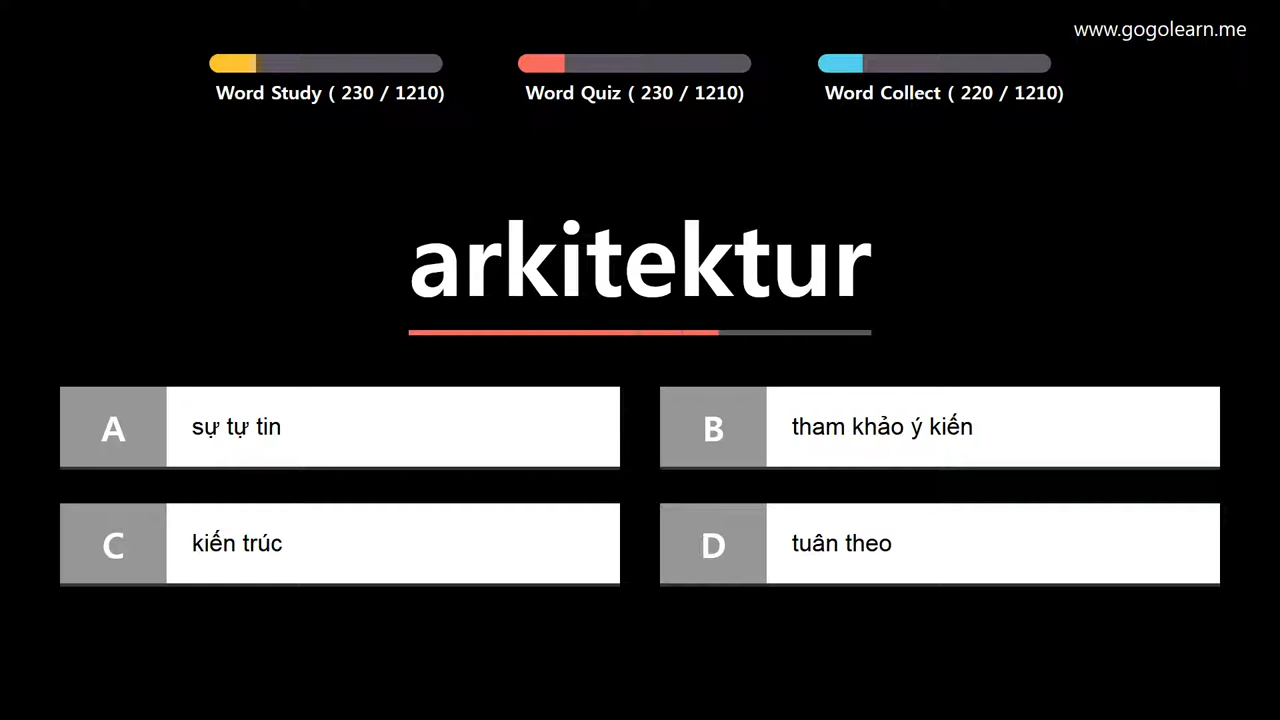 www.gogolearn.me
Word Study ( 230 / 1210)
Word Quiz ( 230 / 1210)
Word Collect ( 220 / 1210)
arkitektur
A sự tự tin
B tham khảo ý kiến
C kiến trúc
D tuân theo